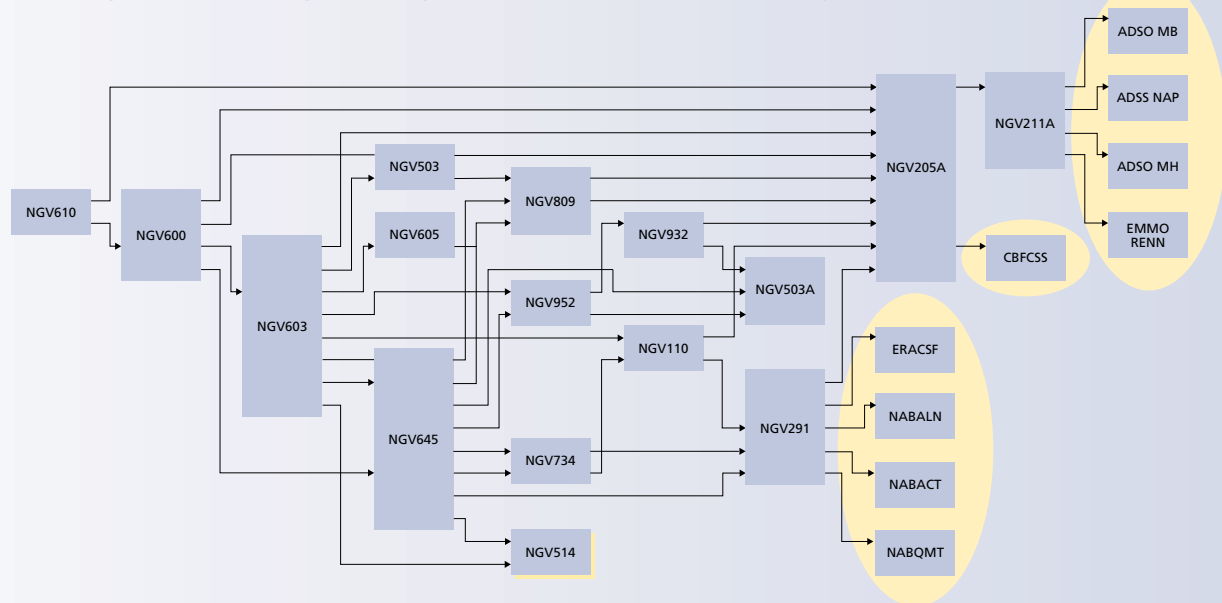 ADSO MB
ADSS NAP
NGV211A
ADSO MH
NGV503
NGV205A
NGV809
NGV610
NGV605
NGV600
NGV932
EMMO
RENN
CBFCSS
NGV503A
NGV952
NGV603
NGV110
ERACSF
NABALN
NGV291
NGV645
NGV734
NABACT
NGV514
NABQMT